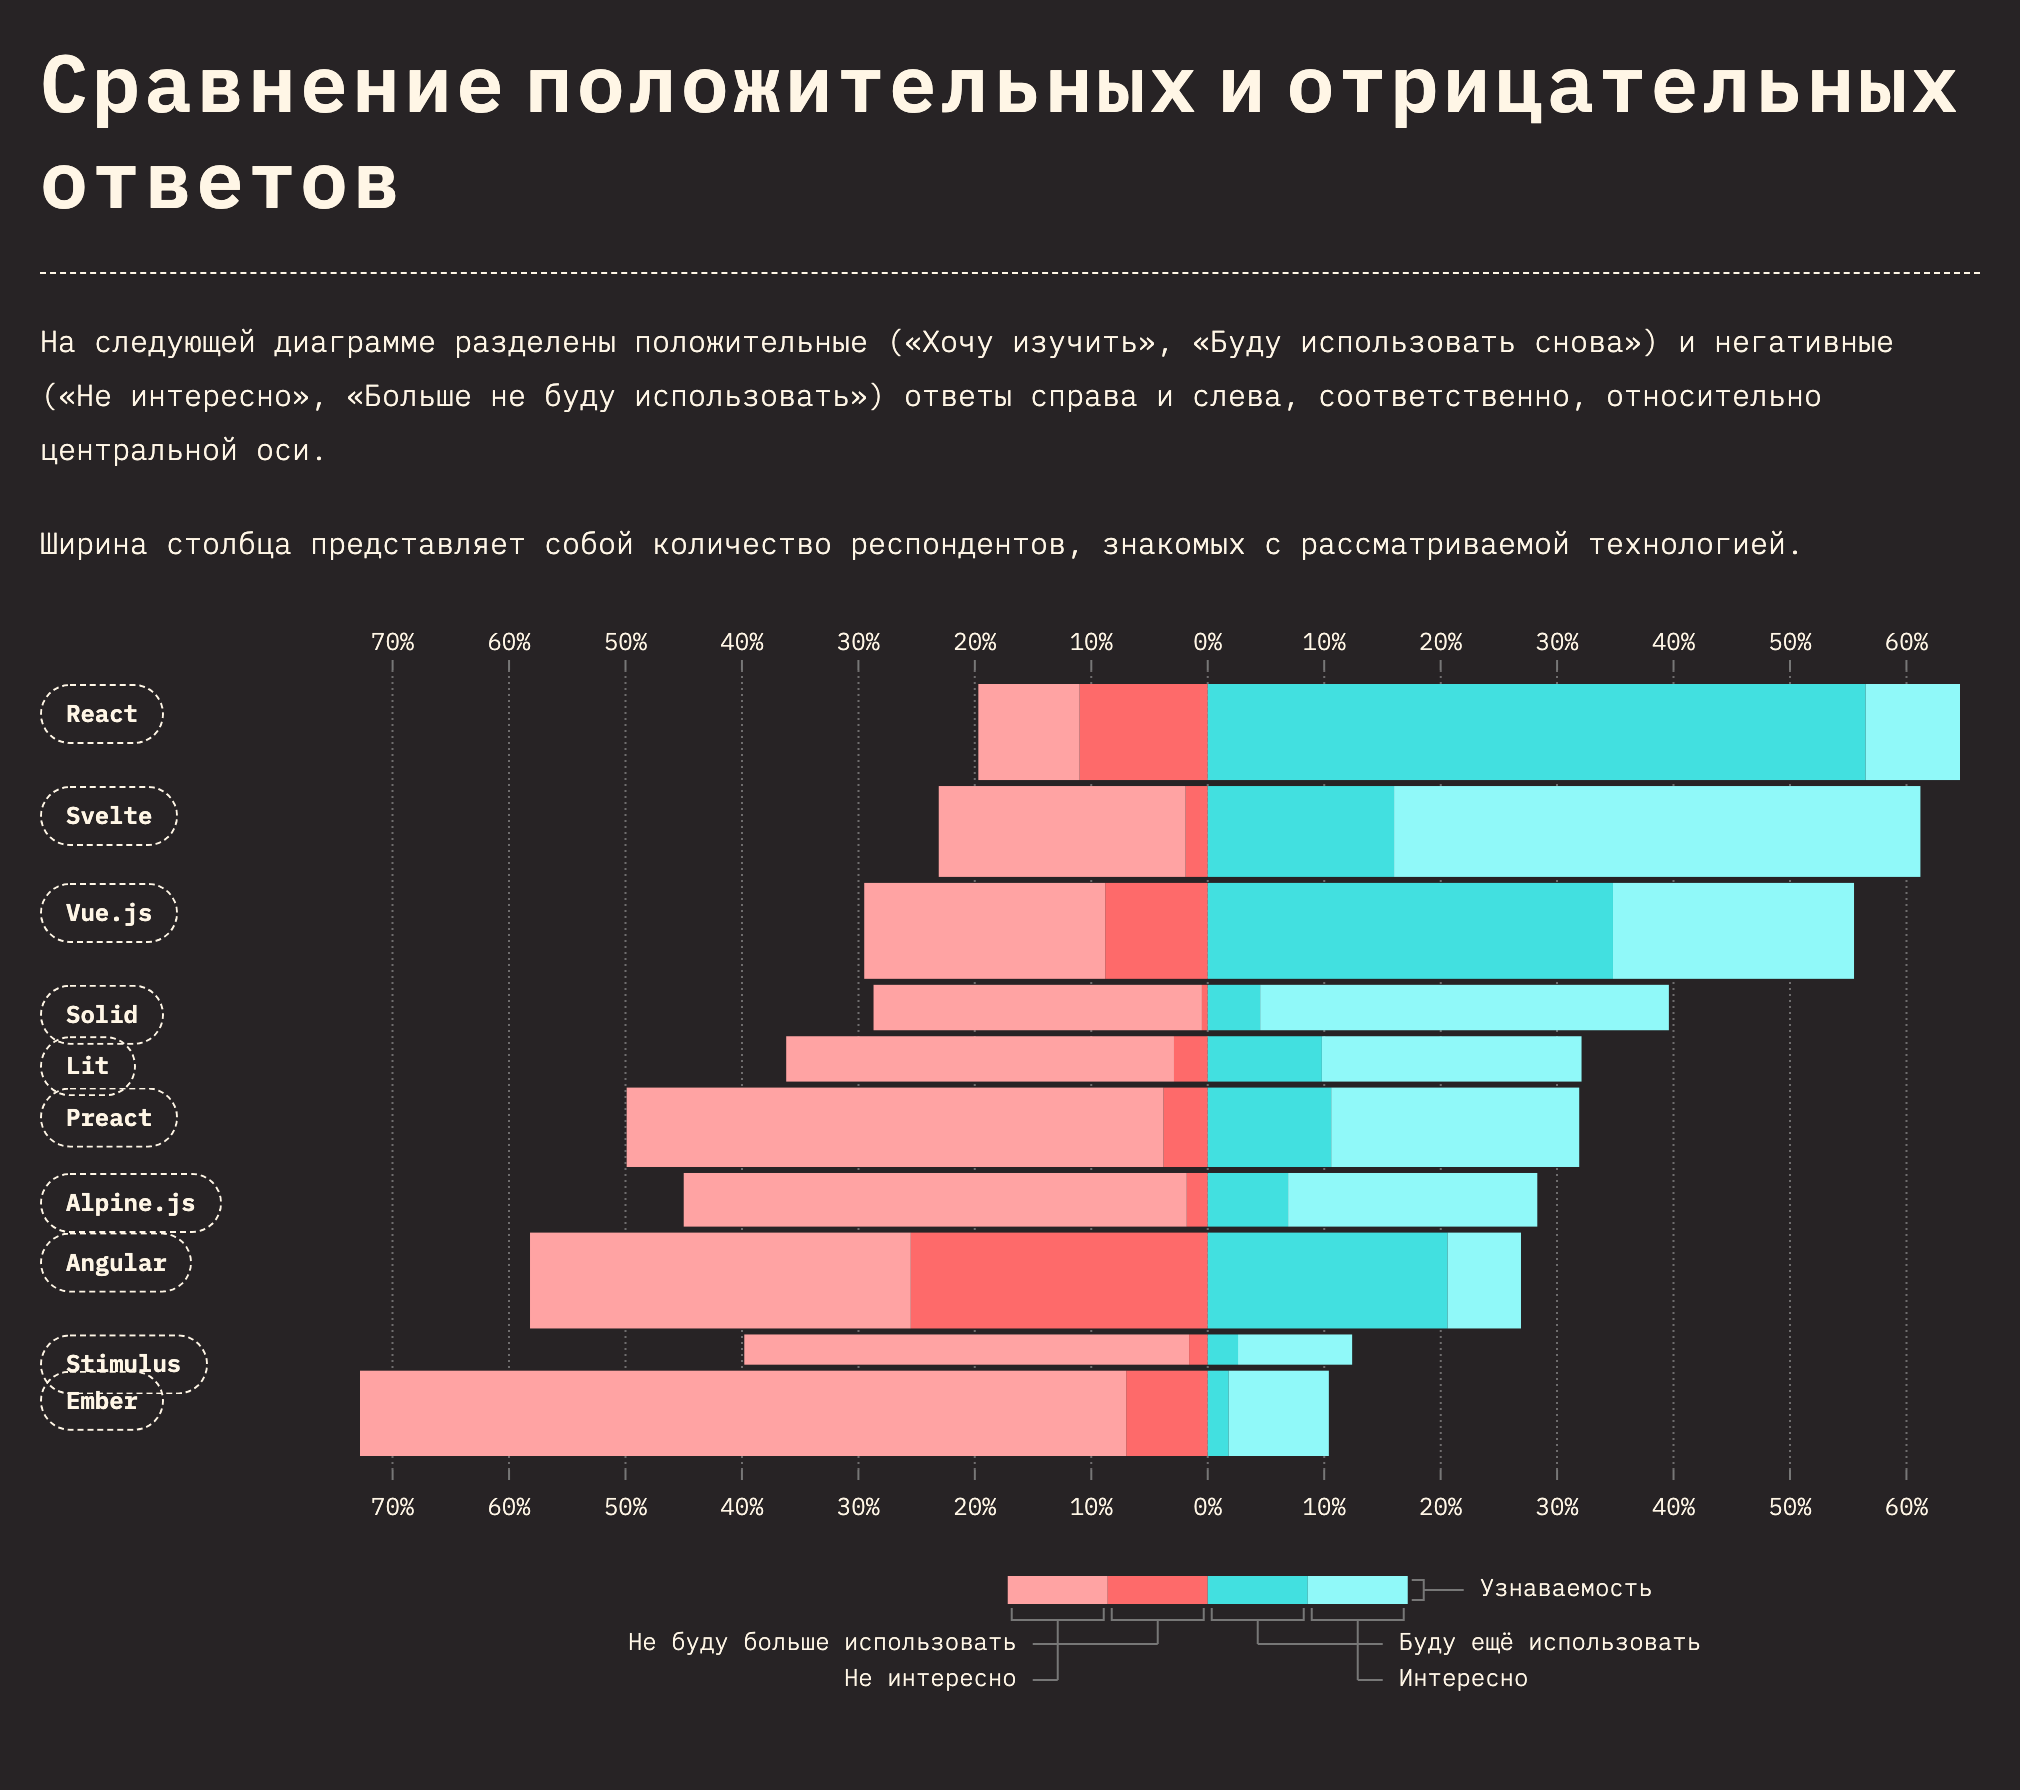 Сравнение положительных и отрицательных
ответов
На следующей диаграмме разделены положительные («Хочу изучить», «Буду использовать снова») и негативные
(«Не интересно», «Больше не буду использовать») ответы справа и слева, соответственно, относительно
центральной оси.
Ширина столбца представляет собой количество респондентов, знакомых с рассматриваемой технологией.
70% 60% 50% 40% 30% 20% 10% 0% 10% 20% 30% 40% 50% 60%
React
Svelte
Vue.js
Solid
Lit
Preact
Alpine.js
Angular
Stimulus
Ember
70% 60% 50% 40% 30% 20% 10% 0% 10% 20% 30% 40% 50% 60%
Узнаваемость
Не буду больше использовать Буду ещё использовать
Не интересно Интересно